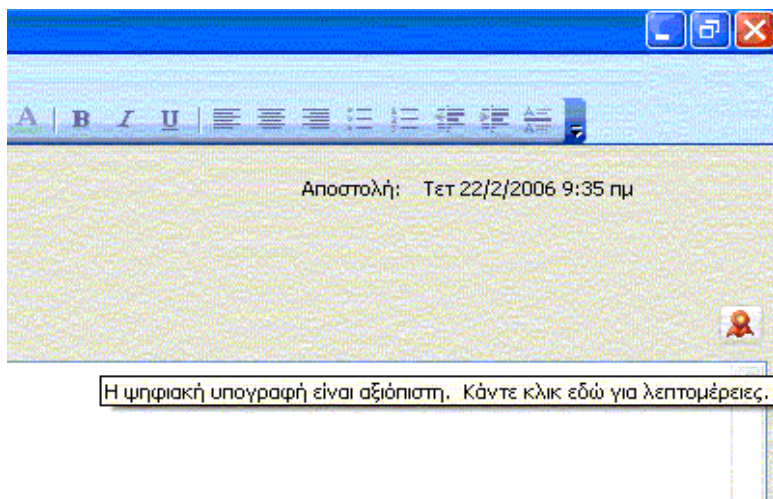 A B I U
Αποστολή: Τετ 22/2/2006 9:35 πμ
Η ψηφιακή υπογραφή είναι αξιόπιστη. Κάντε κλικ εδώ για λεπτομέρειες.